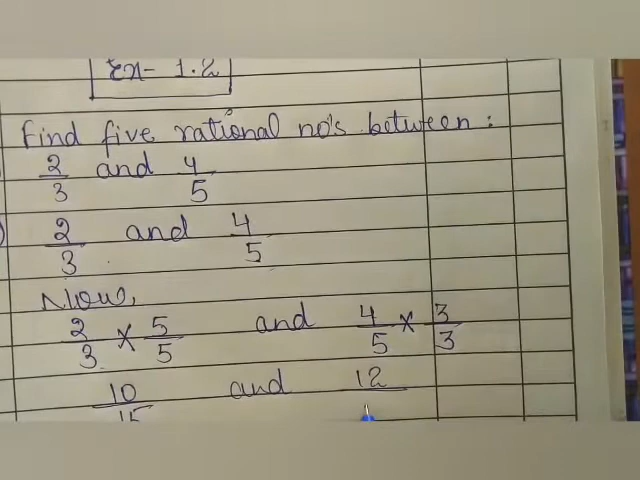 Ex- 1.2
Find five rational no's between :
2/3 and 4/5
2/3 and 4/5
Now,
2/3 × 5/5 and 4/5 × 3/3
10/15 and 12